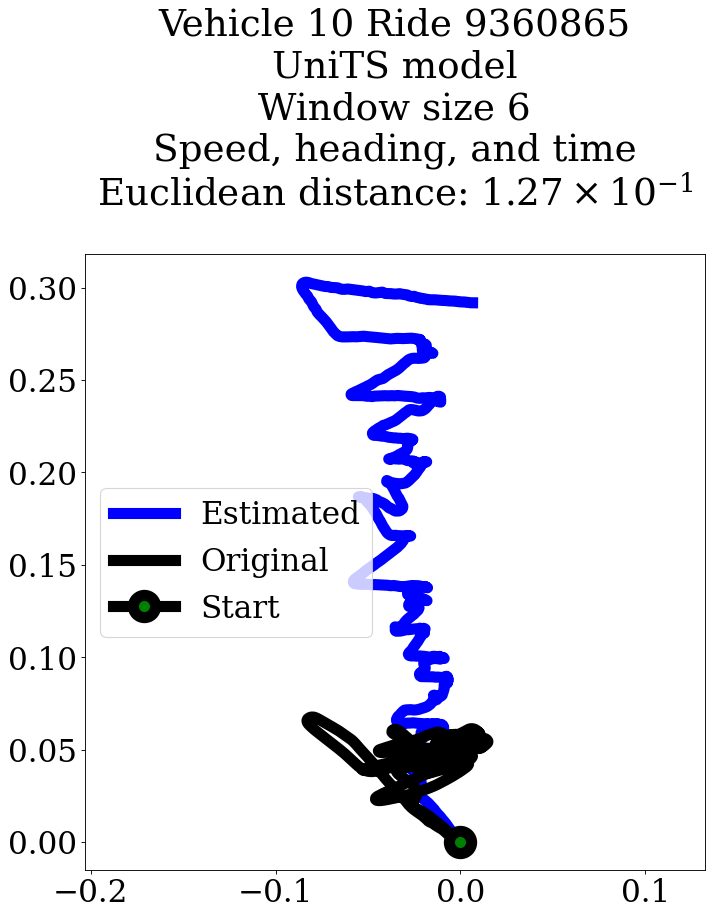 Vehicle 10 Ride 9360865
UniTS model
Window size 6
Speed, heading, and time
Euclidean distance: 1.27 × 10⁻¹
0.30
0.25
0.20
0.15
0.10
0.05
0.00
Estimated
Original
Start
−0.2
−0.1
0.0
0.1